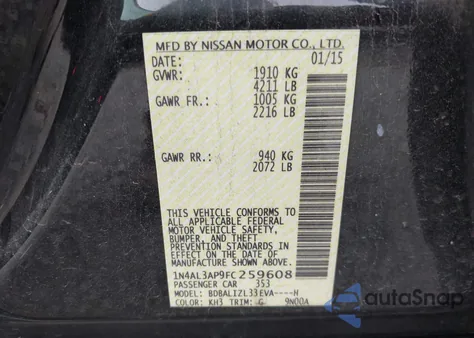 MFD BY NISSAN MOTOR CO., LTD.
DATE: 01/15
GVWR: 1910 KG
4211 LB
GAWR FR.: 1005 KG
2216 LB
GAWR RR.: 940 KG
2072 LB
THIS VEHICLE CONFORMS TO
ALL APPLICABLE FEDERAL
MOTOR VEHICLE SAFETY,
BUMPER, AND THEFT
PREVENTION STANDARDS IN
EFFECT ON THE DATE OF
MANUFACTURE SHOWN ABOVE.
1N4AL3AP9FC259608
PASSENGER CAR 353
MODEL: BDBALIZL33EVA----H
COLOR: KH3 TRIM: G 9N00A
autoSnap